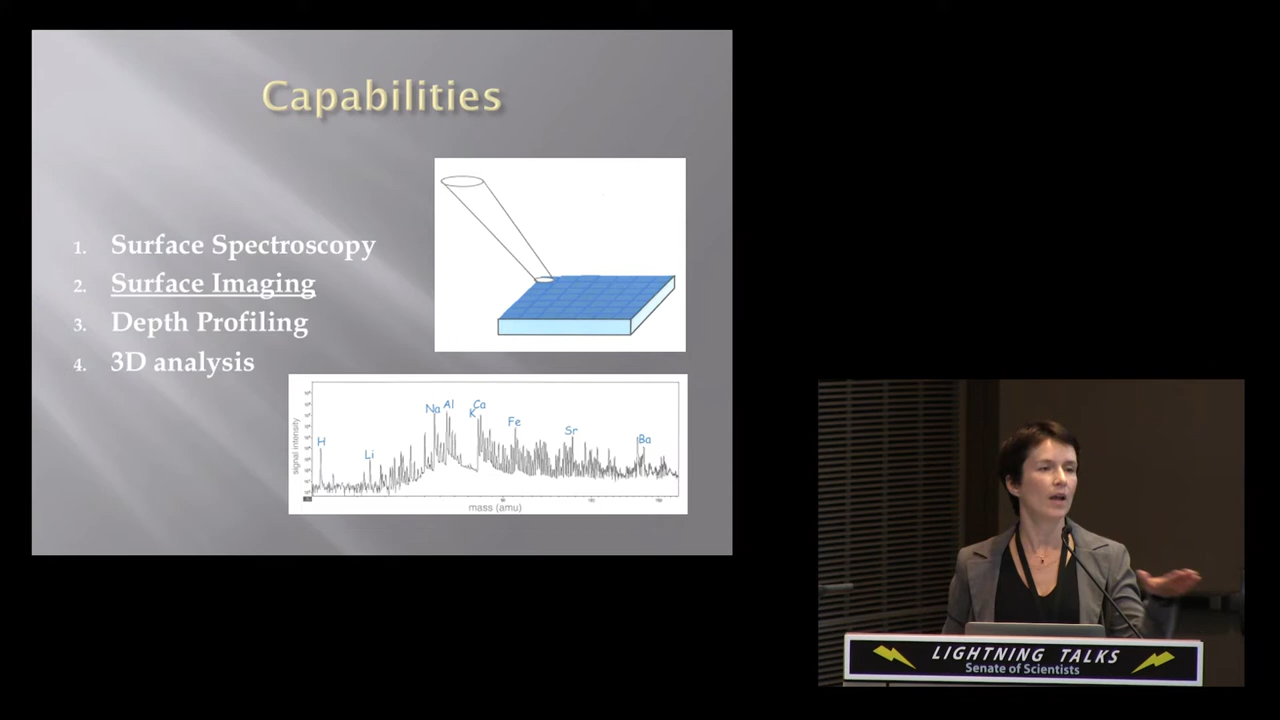 Capabilities
1. Surface Spectroscopy
2. Surface Imaging
3. Depth Profiling
4. 3D analysis
signal intensity
H
Li
Na
Al
K
Ca
Fe
Sr
Ba
mass (amu)
LIGHTNING TALKS
Senate of Scientists